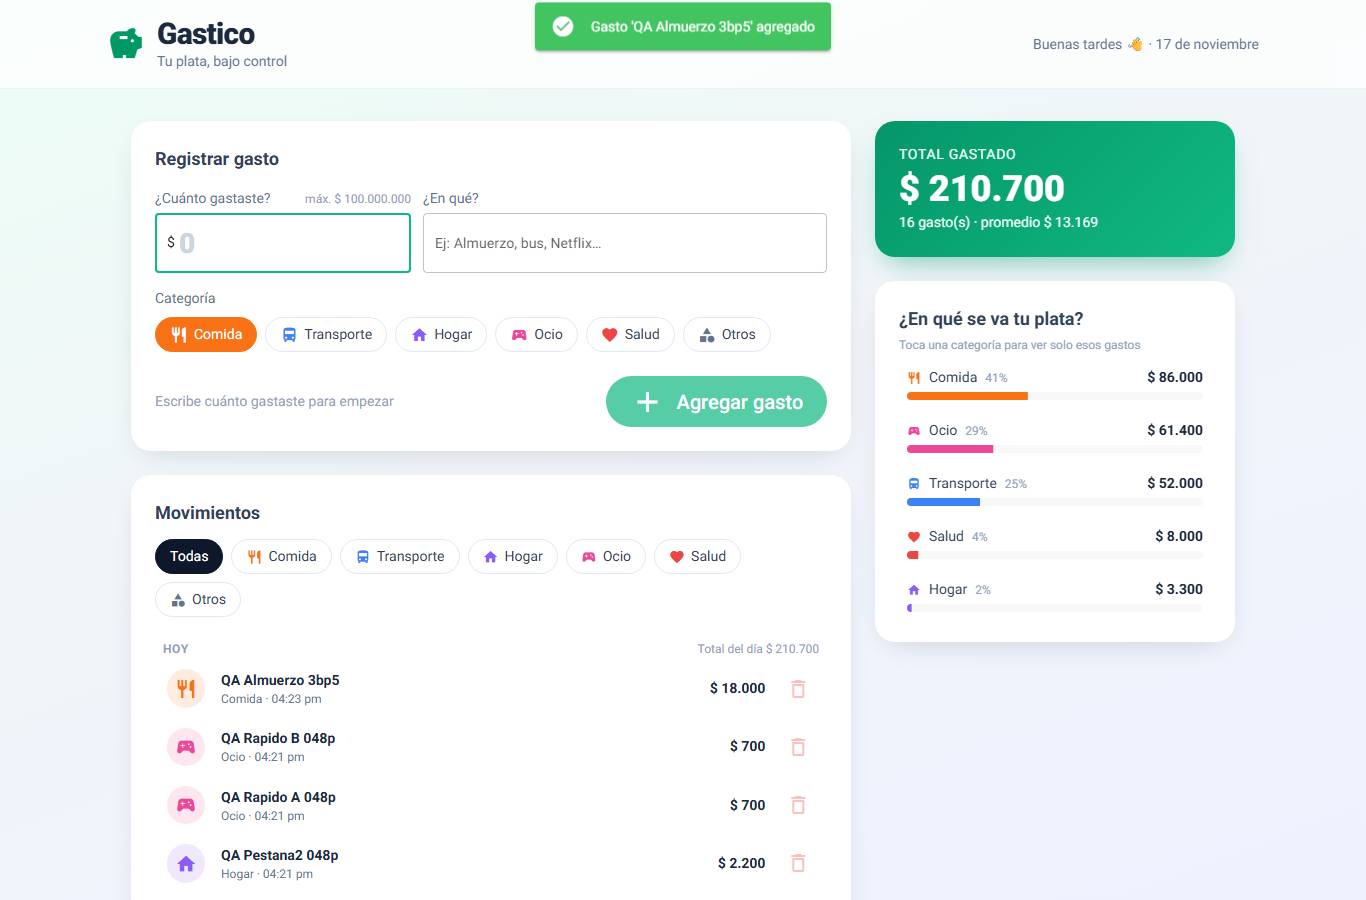 Gastico
Tu plata, bajo control
Gasto 'QA Almuerzo 3bp5' agregado
Buenas tardes 👋 · 17 de noviembre
Registrar gasto
¿Cuánto gastaste? máx. $ 100.000.000 ¿En qué?
$ 0
Ej: Almuerzo, bus, Netflix...
Categoría
Comida Transporte Hogar Ocio Salud Otros
Escribe cuánto gastaste para empezar
Agregar gasto
Movimientos
Todas Comida Transporte Hogar Ocio Salud
Otros
HOY Total del día $ 210.700
QA Almuerzo 3bp5
Comida · 04:23 pm
$ 18.000
QA Rapido B 048p
Ocio · 04:21 pm
$ 700
QA Rapido A 048p
Ocio · 04:21 pm
$ 700
QA Pestana2 048p
Hogar · 04:21 pm
$ 2.200
TOTAL GASTADO
$ 210.700
16 gasto(s) · promedio $ 13.169
¿En qué se va tu plata?
Toca una categoría para ver solo esos gastos
Comida 41% $ 86.000
Ocio 29% $ 61.400
Transporte 25% $ 52.000
Salud 4% $ 8.000
Hogar 2% $ 3.300